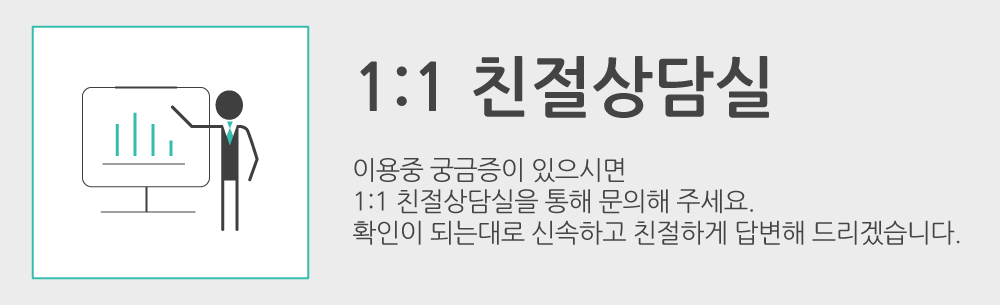 1:1 친절상담실
이용중 궁금증이 있으시면
1:1 친절상담실을 통해 문의해 주세요.
확인이 되는대로 신속하고 친절하게 답변해 드리겠습니다.